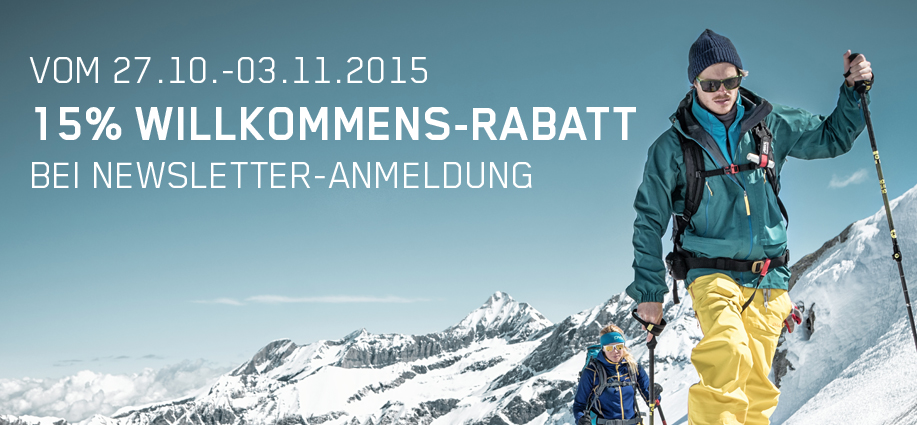 VOM 27.10.-03.11.2015
15% WILLKOMMENS-RABATT
BEI NEWSLETTER-ANMELDUNG